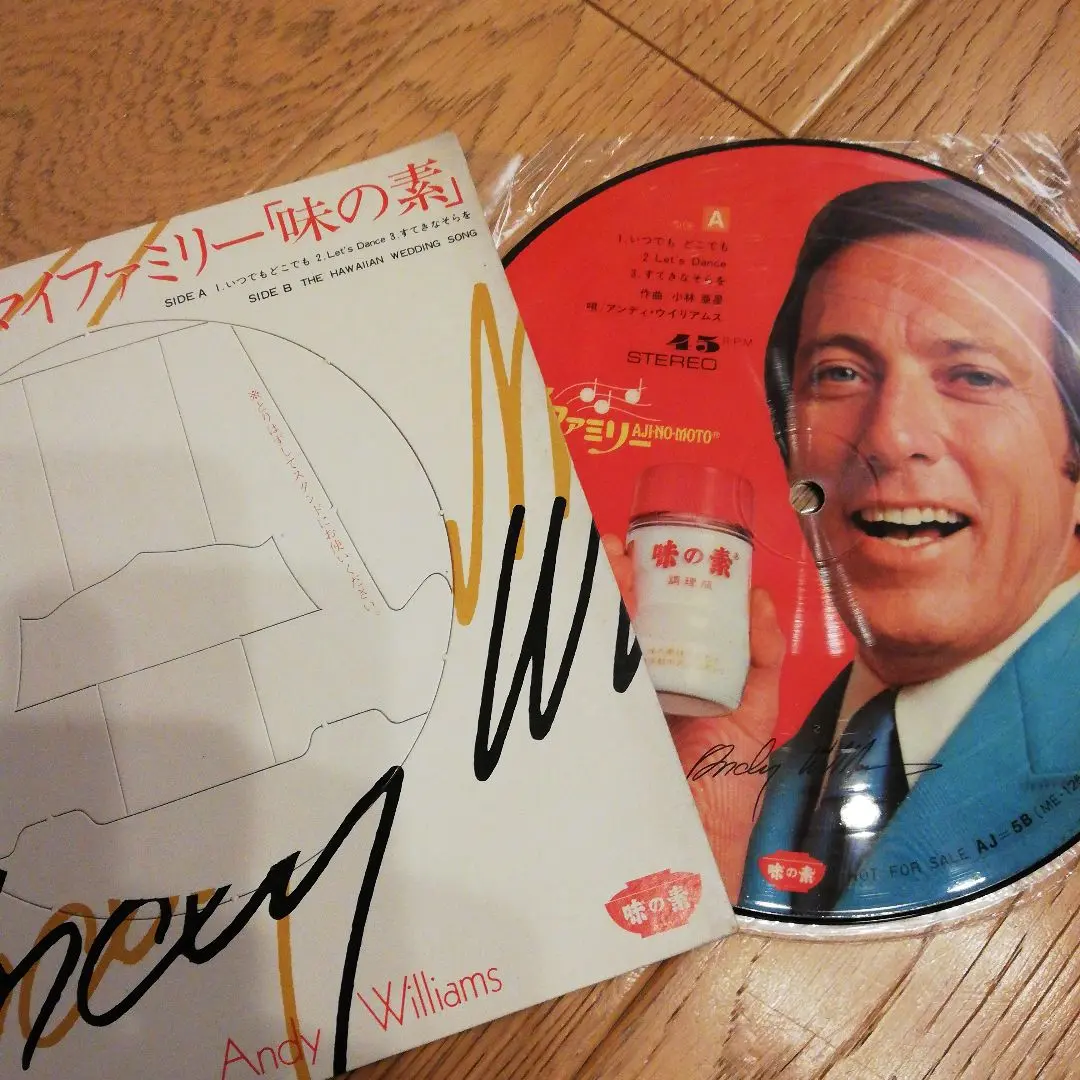 マイファミリー「味の素」
SIDE A 1.いつでもどこでも 2.Let's Dance 3.すてきなそらを
SIDE B THE HAWAIIAN WEDDING SONG
※とりはずしてスタンドにお使いください。
味の素
Andy Williams
SIDE A
1.いつでも どこでも
2.Let's Dance
3.すてきなそらを
作曲 小林 亜星
唄/アンディ・ウイリアムス
45 RPM
STEREO
ファミリー AJI-NO-MOTO®
味の素®
調理瓶
Andy Williams
味の素
NOT FOR SALE AJ=5B (ME-125